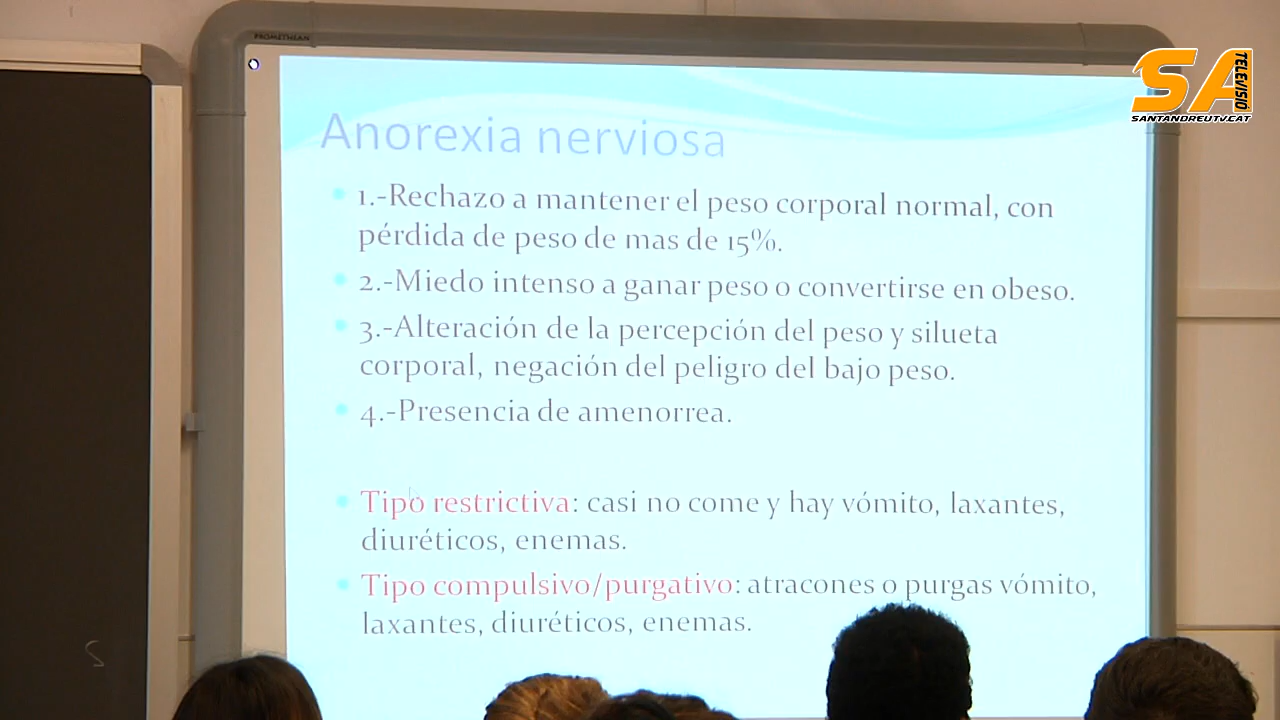 PROMETHEAN
SA
TELEVISIÓ
SANTANDREUTV.CAT
Anorexia nerviosa
1.-Rechazo a mantener el peso corporal normal, con
pérdida de peso de mas de 15%.
2.-Miedo intenso a ganar peso o convertirse en obeso.
3.-Alteración de la percepción del peso y silueta
corporal, negación del peligro del bajo peso.
4.-Presencia de amenorrea.
Tipo restrictiva: casi no come y hay vómito, laxantes,
diuréticos, enemas.
Tipo compulsivo/purgativo: atracones o purgas vómito,
laxantes, diuréticos, enemas.
S